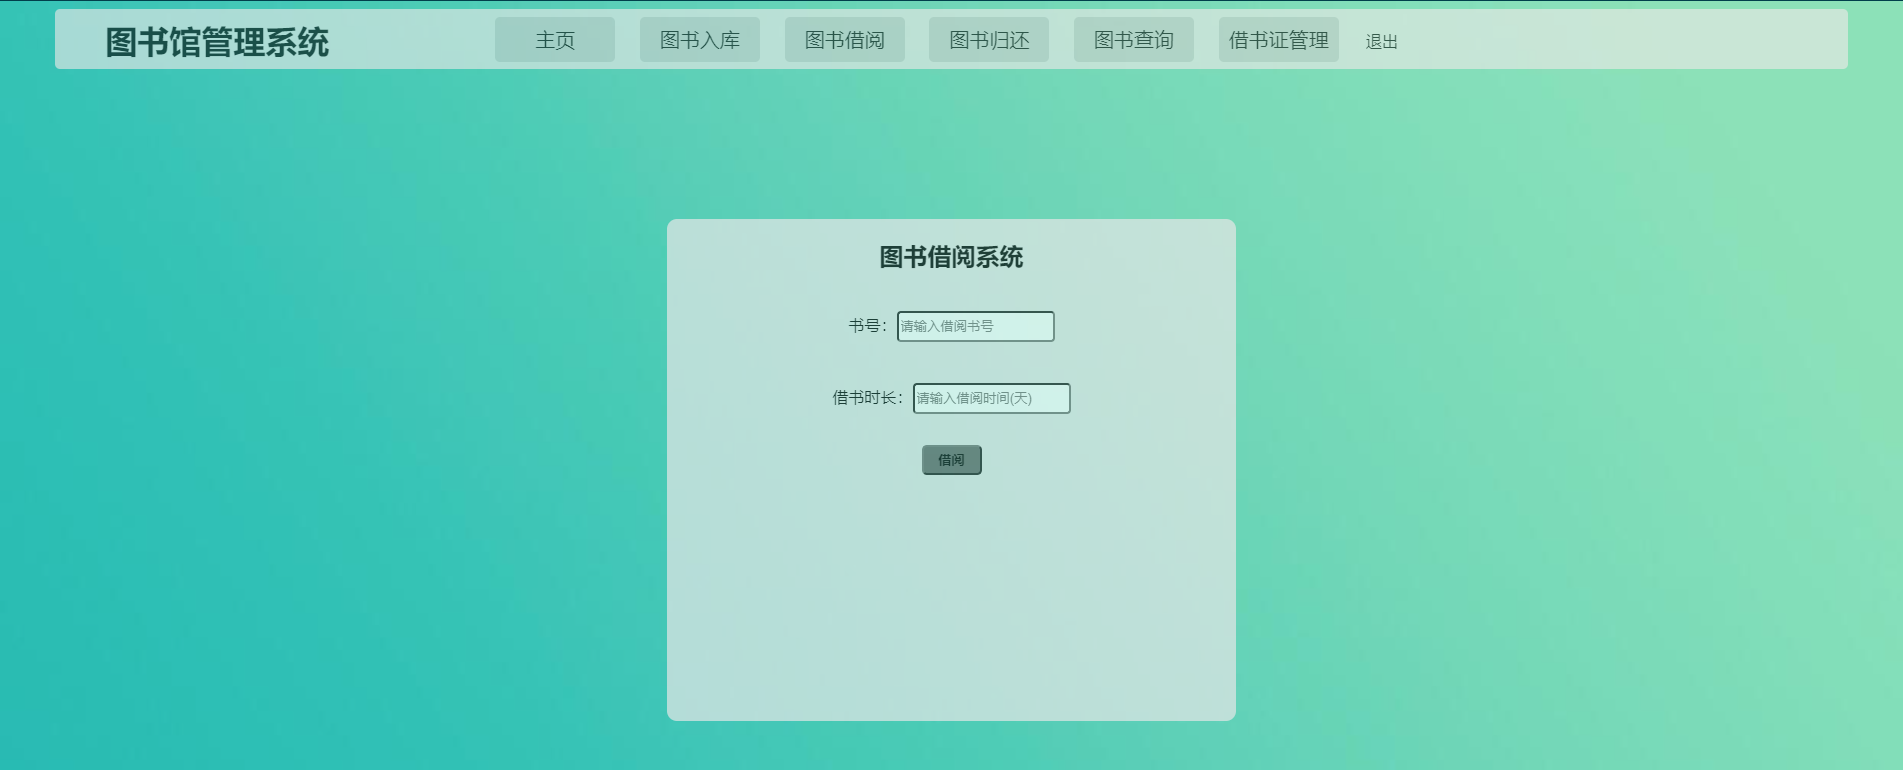 图书馆管理系统 主页 图书入库 图书借阅 图书归还 图书查询 借书证管理 退出
图书借阅系统
书号： 请输入借阅书号
借书时长： 请输入借阅时间(天)
借阅